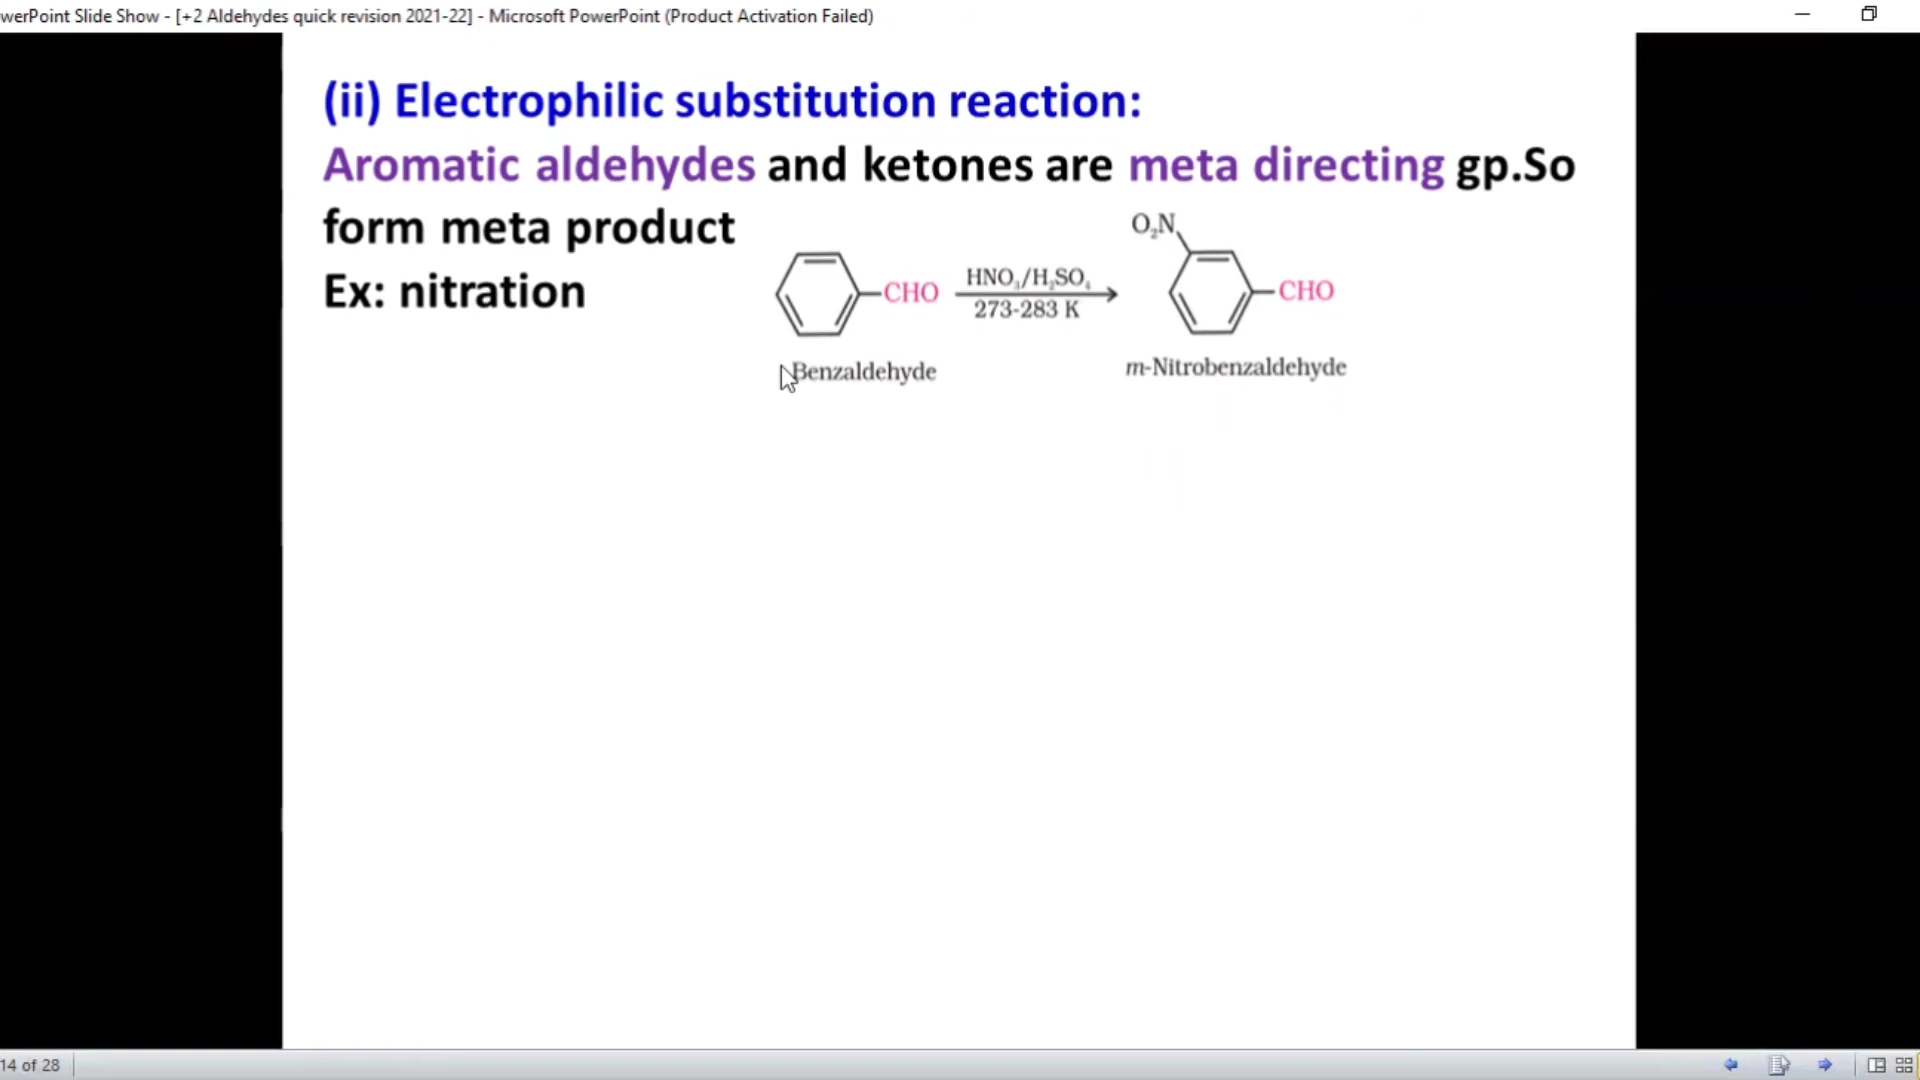 werPoint Slide Show - [+2 Aldehydes quick revision 2021-22] - Microsoft PowerPoint (Product Activation Failed)
(ii) Electrophilic substitution reaction:
Aromatic aldehydes and ketones are meta directing gp.So
form meta product
Ex: nitration
CHO
HNO₃/H₂SO₄
273-283 K
O₂N
CHO
Benzaldehyde
m-Nitrobenzaldehyde
14 of 28